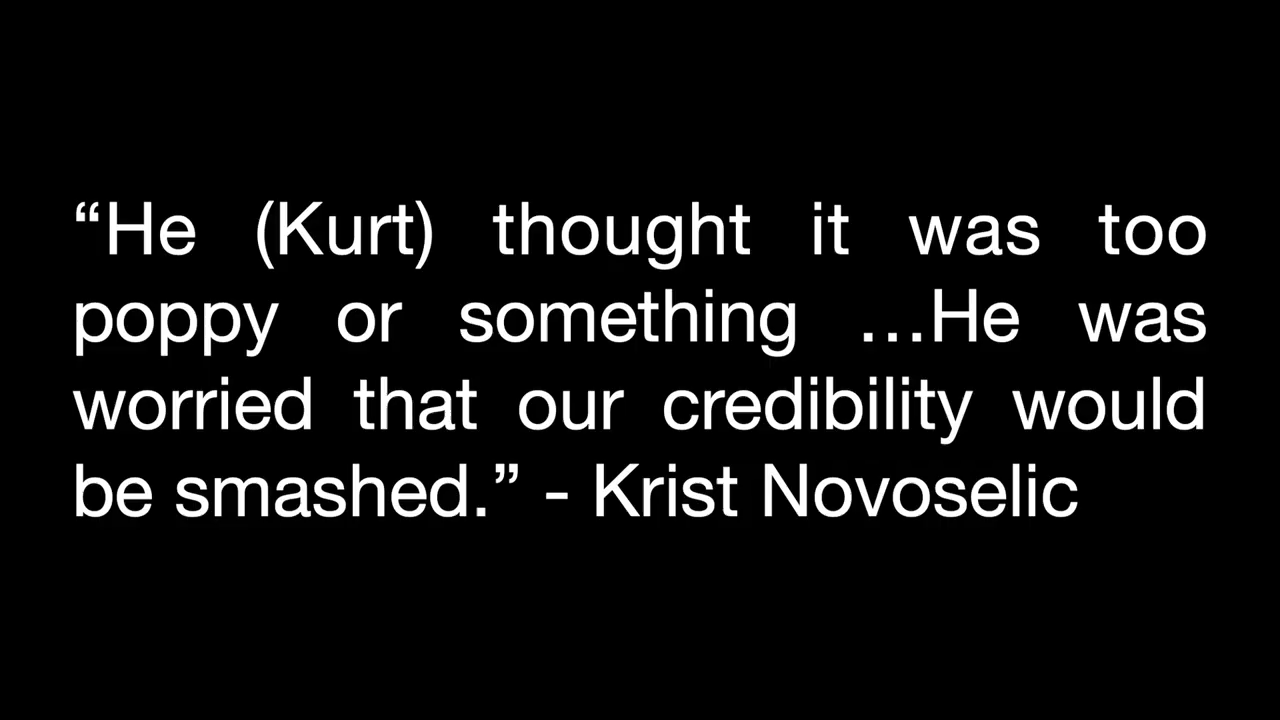 “He (Kurt) thought it was too
poppy or something ...He was
worried that our credibility would
be smashed.” - Krist Novoselic